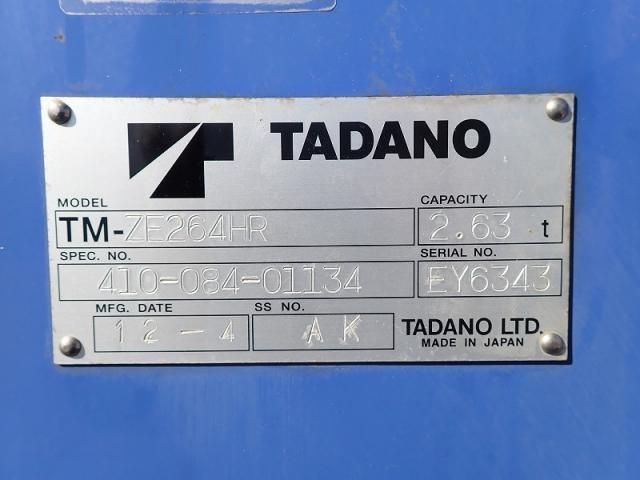 TADANO
MODEL
TM-ZE264HR
CAPACITY
2.63 t
SPEC. NO.
410-084-01134
SERIAL NO.
EY6343
MFG. DATE
12-4
SS NO.
AK
TADANO LTD.
MADE IN JAPAN